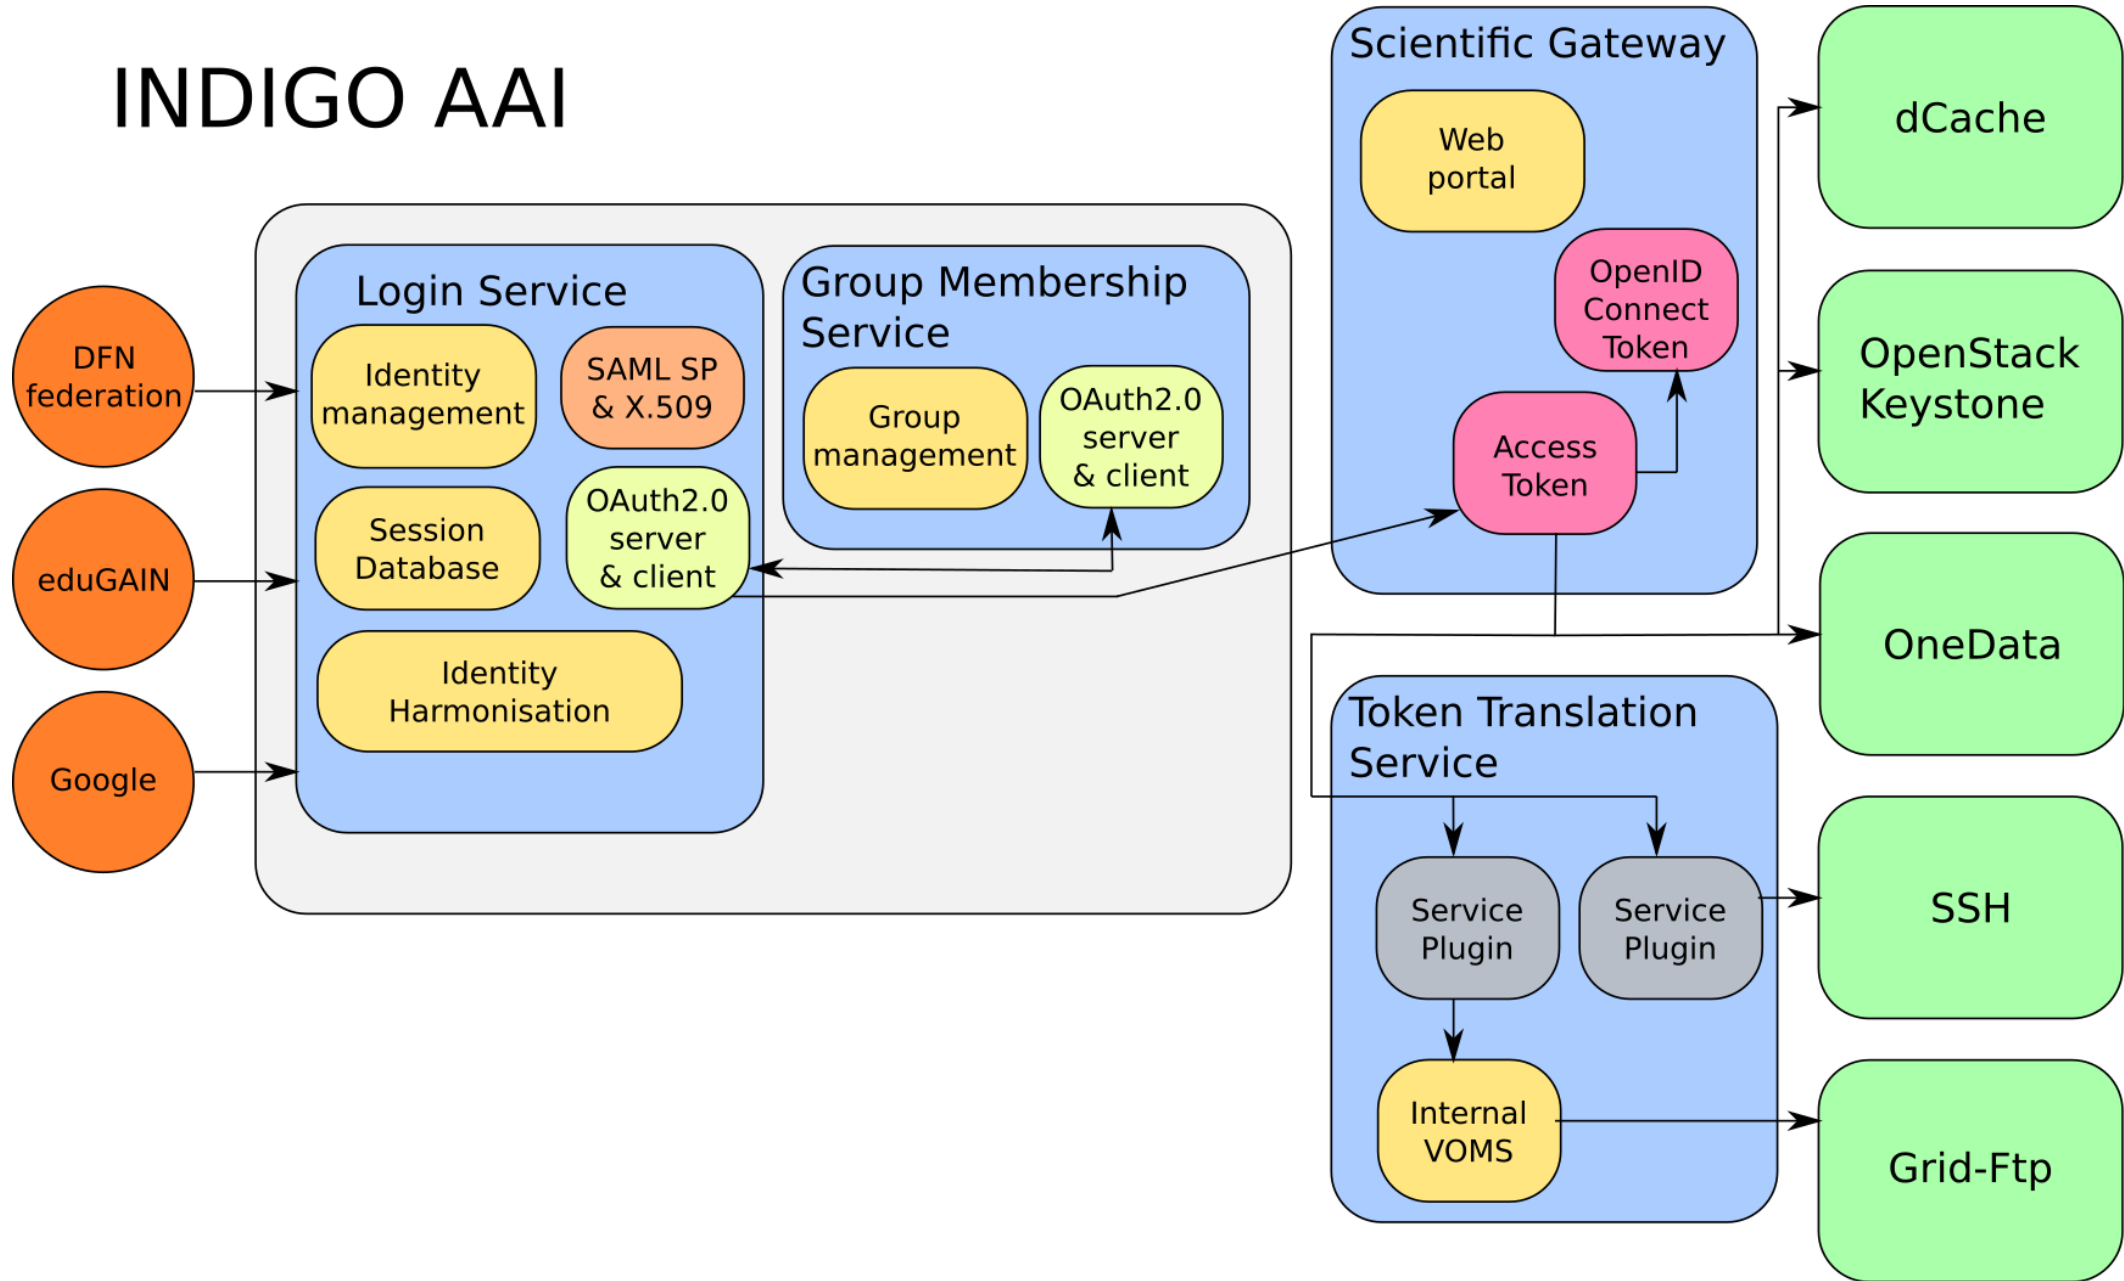 INDIGO AAI
DFN
federation
eduGAIN
Google
Login Service
Identity
management
SAML SP
& X.509
Session
Database
OAuth2.0
server
& client
Identity
Harmonisation
Group Membership
Service
Group
management
OAuth2.0
server
& client
Scientific Gateway
Web
portal
OpenID
Connect
Token
Access
Token
Token Translation
Service
Service
Plugin
Service
Plugin
Internal
VOMS
dCache
OpenStack
Keystone
OneData
SSH
Grid-Ftp